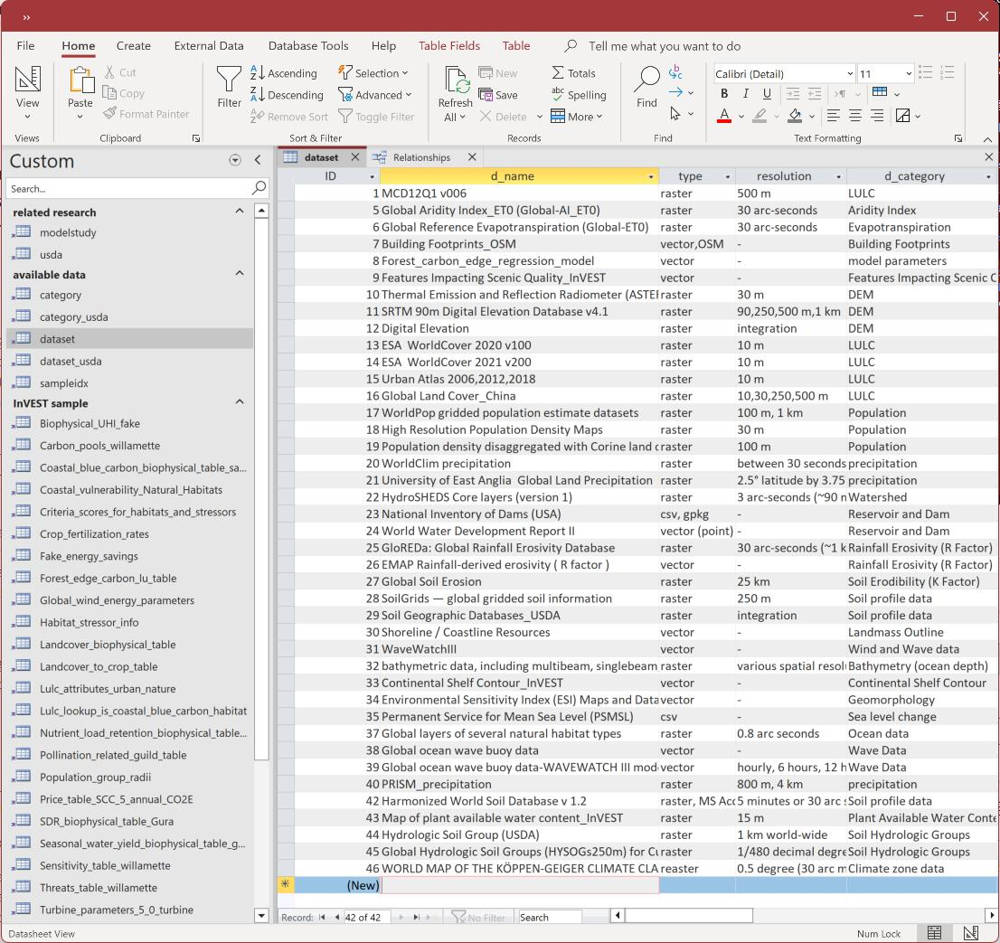 File Home Create External Data Database Tools Help Table Fields Table Tell me what you want to do
View
Views
Paste
Cut
Copy
Format Painter
Clipboard
Filter
Ascending
Descending
Remove Sort
Selection
Advanced
Toggle Filter
Sort & Filter
Refresh
All
New
Save
Delete
Totals
Spelling
More
Records
Find
Find
Calibri (Detail) 11
B I U
A
Text Formatting
Custom
Search...
related research
modelstudy
usda
available data
category
category_usda
dataset
dataset_usda
sampleidx
InVEST sample
Biophysical_UHI_fake
Carbon_pools_willamette
Coastal_blue_carbon_biophysical_table_sa...
Coastal_vulnerability_Natural_Habitats
Criteria_scores_for_habitats_and_stressors
Crop_fertilization_rates
Fake_energy_savings
Forest_edge_carbon_lu_table
Global_wind_energy_parameters
Habitat_stressor_info
Landcover_biophysical_table
Landcover_to_crop_table
Lulc_attributes_urban_nature
Lulc_lookup_is_coastal_blue_carbon_habitat
Nutrient_load_retention_biophysical_table...
Pollination_related_guild_table
Population_group_radii
Price_table_SCC_5_annual_CO2E
SDR_biophysical_table_Gura
Seasonal_water_yield_biophysical_table_g...
Sensitivity_table_willamette
Threats_table_willamette
Turbine_parameters_5_0_turbine
dataset Relationships
ID d_name type resolution d_category
1 MCD12Q1 v006 raster 500 m LULC
5 Global Aridity Index_ET0 (Global-AI_ET0) raster 30 arc-seconds Aridity Index
6 Global Reference Evapotranspiration (Global-ET0) raster 30 arc-seconds Evapotranspiration
7 Building Footprints_OSM vector,OSM - Building Footprints
8 Forest_carbon_edge_regression_model vector - model parameters
9 Features Impacting Scenic Quality_InVEST vector - Features Impacting Scenic C
10 Thermal Emission and Reflection Radiometer (ASTER raster 30 m DEM
11 SRTM 90m Digital Elevation Database v4.1 raster 90,250,500 m,1 km DEM
12 Digital Elevation raster integration DEM
13 ESA WorldCover 2020 v100 raster 10 m LULC
14 ESA WorldCover 2021 v200 raster 10 m LULC
15 Urban Atlas 2006,2012,2018 raster 10 m LULC
16 Global Land Cover_China raster 10,30,250,500 m LULC
17 WorldPop gridded population estimate datasets raster 100 m, 1 km Population
18 High Resolution Population Density Maps raster 30 m Population
19 Population density disaggregated with Corine land c raster 100 m Population
20 WorldClim precipitation raster between 30 seconds precipitation
21 University of East Anglia Global Land Precipitation raster 2.5° latitude by 3.75 precipitation
22 HydroSHEDS Core layers (version 1) raster 3 arc-seconds (~90 m Watershed
23 National Inventory of Dams (USA) csv, gpkg - Reservoir and Dam
24 World Water Development Report II vector (point) - Reservoir and Dam
25 GloREDa: Global Rainfall Erosivity Database raster 30 arc-seconds (~1 k Rainfall Erosivity (R Factor)
26 EMAP Rainfall-derived erosivity ( R factor ) vector - Rainfall Erosivity (R Factor)
27 Global Soil Erosion raster 25 km Soil Erodibility (K Factor)
28 SoilGrids — global gridded soil information raster 250 m Soil profile data
29 Soil Geographic Databases_USDA raster integration Soil profile data
30 Shoreline / Coastline Resources vector - Landmass Outline
31 WaveWatchIII vector - Wind and Wave data
32 bathymetric data, including multibeam, singlebeam raster various spatial resol Bathymetry (ocean depth)
33 Continental Shelf Contour_InVEST vector - Continental Shelf Contour
34 Environmental Sensitivity Index (ESI) Maps and Data vector - Geomorphology
35 Permanent Service for Mean Sea Level (PSMSL) csv - Sea level change
37 Global layers of several natural habitat types raster 0.8 arc seconds Ocean data
38 Global ocean wave buoy data vector - Wave Data
39 Global ocean wave buoy data-WAVEWATCH III mod vector hourly, 6 hours, 12 h Wave Data
40 PRISM_precipitation raster 800 m, 4 km precipitation
42 Harmonized World Soil Database v 1.2 raster, MS Acc 5 minutes or 30 arc s Soil profile data
43 Map of plant available water content_InVEST raster 15 m Plant Available Water Conte
44 Hydrologic Soil Group (USDA) raster 1 km world-wide Soil Hydrologic Groups
45 Global Hydrologic Soil Groups (HYSOGs250m) for Cu raster 1/480 decimal degre Soil Hydrologic Groups
46 WORLD MAP OF THE KÖPPEN-GEIGER CLIMATE CLA reaster 0.5 degree (30 arc m Climate zone data
(New)
Record: 42 of 42 No Filter Search
Datasheet View Num Lock